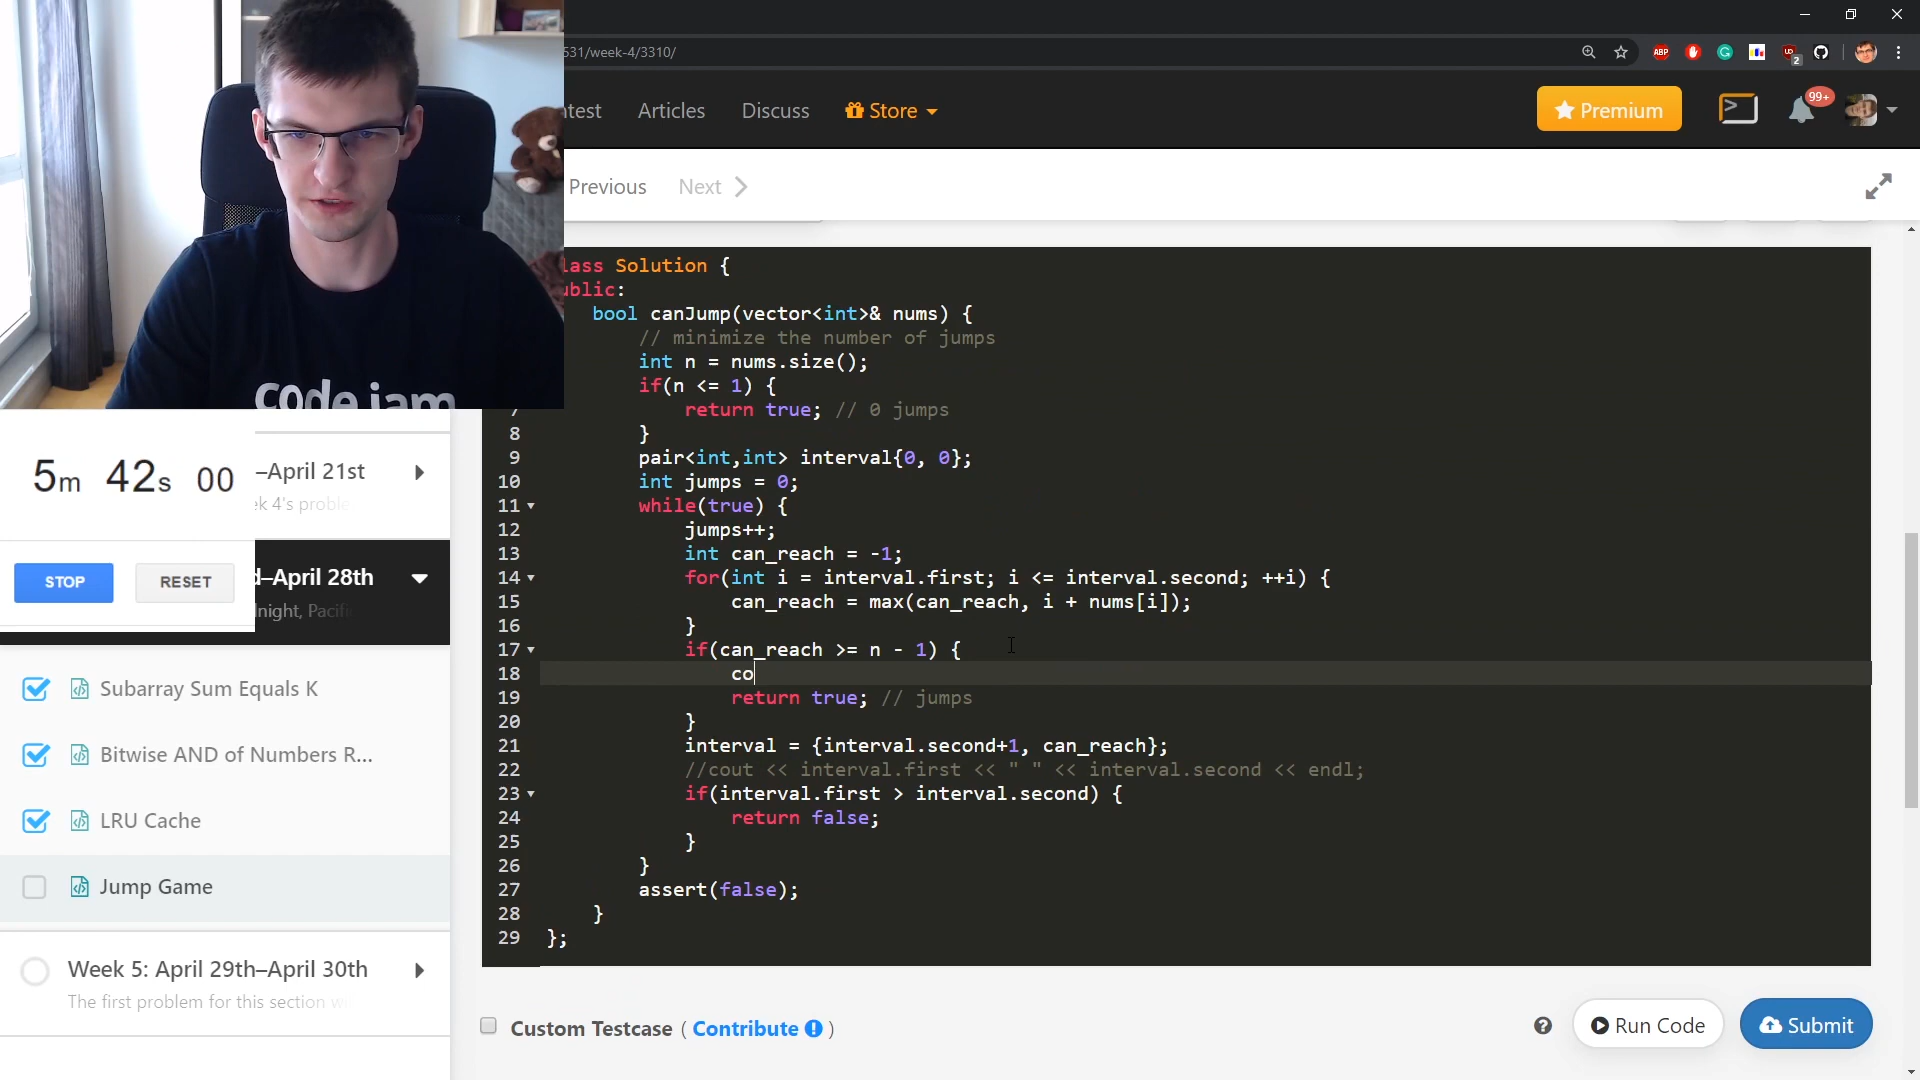 531/week-4/3310/
ABP
UD
2
Articles
Discuss
Store
Premium
99+
Previous
Next
Solution {
public:
bool canJump(vector<int>& nums) {
// minimize the number of jumps
int n = nums.size();
if(n <= 1) {
return true; // 0 jumps
8 }
9 pair<int,int> interval{0, 0};
10 int jumps = 0;
11 while(true) {
12 jumps++;
13 int can_reach = -1;
14 for(int i = interval.first; i <= interval.second; ++i) {
15 can_reach = max(can_reach, i + nums[i]);
16 }
17 if(can_reach >= n - 1) {
18 co
19 return true; // jumps
20 }
21 interval = {interval.second+1, can_reach};
22 //cout << interval.first << " " << interval.second << endl;
23 if(interval.first > interval.second) {
24 return false;
25 }
26 }
27 assert(false);
28 }
29 };
code jam
5m 42s 00
STOP
RESET
–April 21st
ek 4's proble
d–April 28th
night, Pacifi
Subarray Sum Equals K
Bitwise AND of Numbers R...
LRU Cache
Jump Game
Week 5: April 29th–April 30th
The first problem for this section w
Custom Testcase ( Contribute )
Run Code
Submit